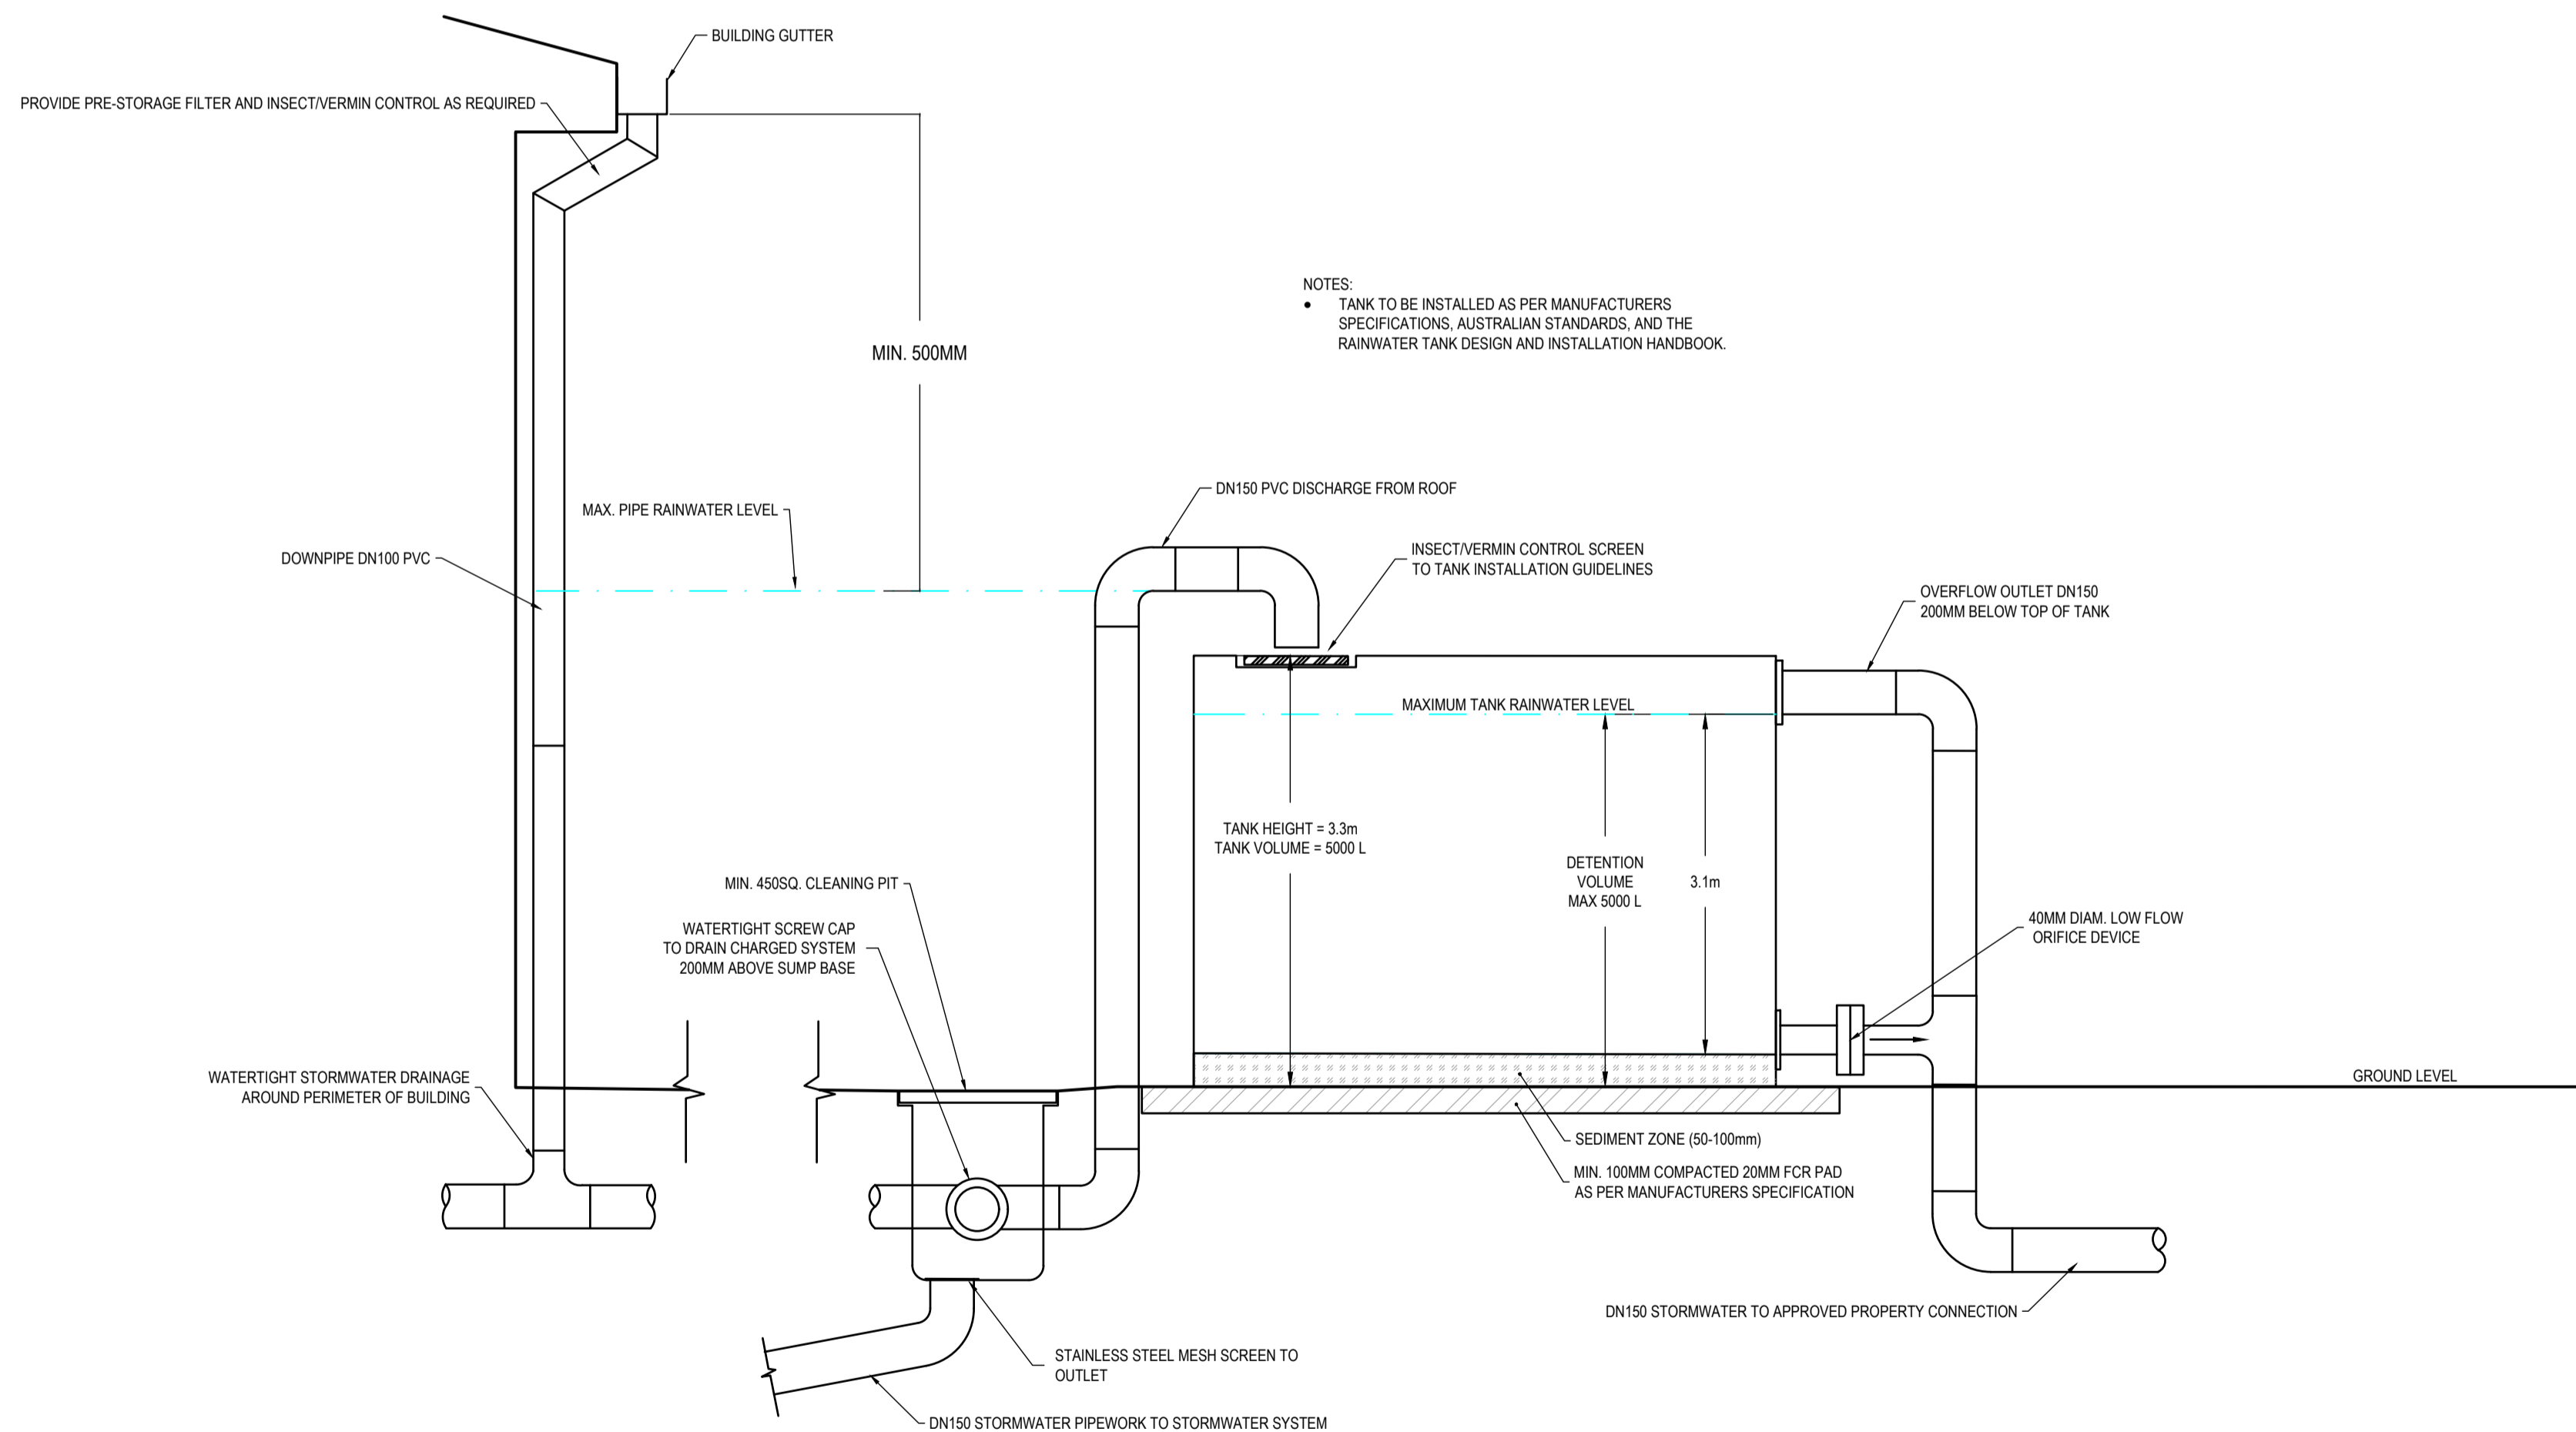 BUILDING GUTTER
PROVIDE PRE-STORAGE FILTER AND INSECT/VERMIN CONTROL AS REQUIRED
NOTES:
● TANK TO BE INSTALLED AS PER MANUFACTURERS
SPECIFICATIONS, AUSTRALIAN STANDARDS, AND THE
RAINWATER TANK DESIGN AND INSTALLATION HANDBOOK.
MIN. 500MM
DN150 PVC DISCHARGE FROM ROOF
MAX. PIPE RAINWATER LEVEL
DOWNPIPE DN100 PVC
INSECT/VERMIN CONTROL SCREEN
TO TANK INSTALLATION GUIDELINES
OVERFLOW OUTLET DN150
200MM BELOW TOP OF TANK
MAXIMUM TANK RAINWATER LEVEL
TANK HEIGHT = 3.3m
TANK VOLUME = 5000 L
DETENTION
VOLUME
MAX 5000 L
3.1m
MIN. 450SQ. CLEANING PIT
WATERTIGHT SCREW CAP
TO DRAIN CHARGED SYSTEM
200MM ABOVE SUMP BASE
40MM DIAM. LOW FLOW
ORIFICE DEVICE
WATERTIGHT STORMWATER DRAINAGE
AROUND PERIMETER OF BUILDING
GROUND LEVEL
SEDIMENT ZONE (50-100mm)
MIN. 100MM COMPACTED 20MM FCR PAD
AS PER MANUFACTURERS SPECIFICATION
DN150 STORMWATER TO APPROVED PROPERTY CONNECTION
STAINLESS STEEL MESH SCREEN TO
OUTLET
DN150 STORMWATER PIPEWORK TO STORMWATER SYSTEM